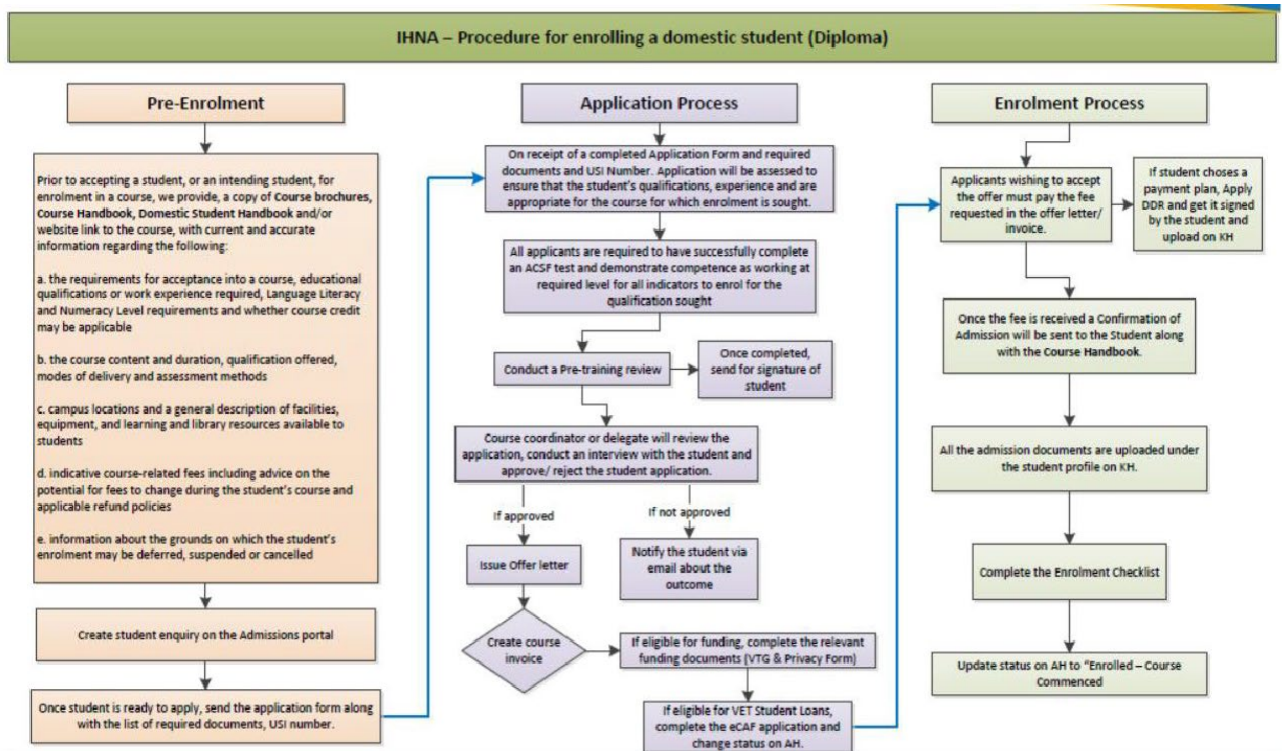 IHNA – Procedure for enrolling a domestic student (Diploma)
Pre-Enrolment
Prior to accepting a student, or an intending student, for
enrolment in a course, we provide, a copy of Course brochures,
Course Handbook, Domestic Student Handbook and/or
website link to the course, with current and accurate
information regarding the following:
a. the requirements for acceptance into a course, educational
qualifications or work experience required, Language Literacy
and Numeracy Level requirements and whether course credit
may be applicable
b. the course content and duration, qualification offered,
modes of delivery and assessment methods
c. campus locations and a general description of facilities,
equipment, and learning and library resources available to
students
d. indicative course-related fees including advice on the
potential for fees to change during the student's course and
applicable refund policies
e. information about the grounds on which the student's
enrolment may be deferred, suspended or cancelled
Create student enquiry on the Admissions portal
Once student is ready to apply, send the application form along
with the list of required documents, USI number.
Application Process
On receipt of a completed Application Form and required
documents and USI Number. Application will be assessed to
ensure that the student's qualifications, experience and are
appropriate for the course for which enrolment is sought.
All applicants are required to have successfully complete
an ACSF test and demonstrate competence as working at
required level for all indicators to enrol for the
qualification sought
Conduct a Pre-training review
Once completed,
send for signature of
student
Course coordinator or delegate will review the
application, conduct an interview with the student and
approve/ reject the student application.
If approved
If not approved
Issue Offer letter
Notify the student via
email about the
outcome
Create course
invoice
If eligible for funding, complete the relevant
funding documents (VTG & Privacy Form)
If eligible for VET Student Loans,
complete the eCAF application and
change status on AH.
Enrolment Process
Applicants wishing to accept
the offer must pay the fee
requested in the offer letter/
invoice.
If student choses a
payment plan, Apply
DDR and get it signed
by the student and
upload on KH
Once the fee is received a Confirmation of
Admission will be sent to the Student along
with the Course Handbook.
All the admission documents are uploaded under
the student profile on KH.
Complete the Enrolment Checklist
Update status on AH to "Enrolled – Course
Commenced